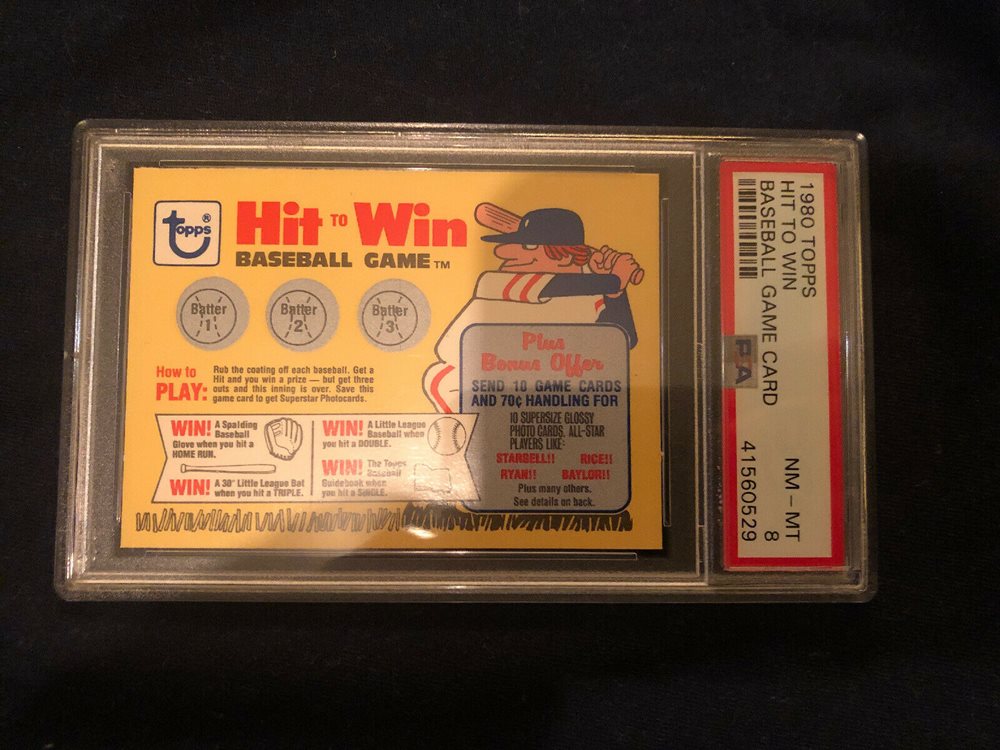 topps®
Hit TO Win
BASEBALL GAME™
Batter
1
Batter
2
Batter
3
How to
PLAY:
Rub the coating off each baseball. Get a
Hit and you win a prize — but get three
outs and this inning is over. Save this
game card to get Superstar Photocards.
WIN! A Spalding
Baseball
Glove when you hit a
HOME RUN.
WIN! A 30" Little League Bat
when you hit a TRIPLE.
WIN! A Little League
Baseball when
you hit a DOUBLE.
WIN! The Topps
Baseball
Guidebook when
you hit a SINGLE.
Plus
Bonus Offer
SEND 10 GAME CARDS
AND 70¢ HANDLING FOR
10 SUPERSIZE GLOSSY
PHOTO CARDS. ALL-STAR
PLAYERS LIKE:
STARGELL!! RICE!!
RYAN!! BAYLOR!!
Plus many others.
See details on back.
1980 TOPPS
HIT TO WIN
BASEBALL GAME CARD
NM – MT
8
41560529
PSA